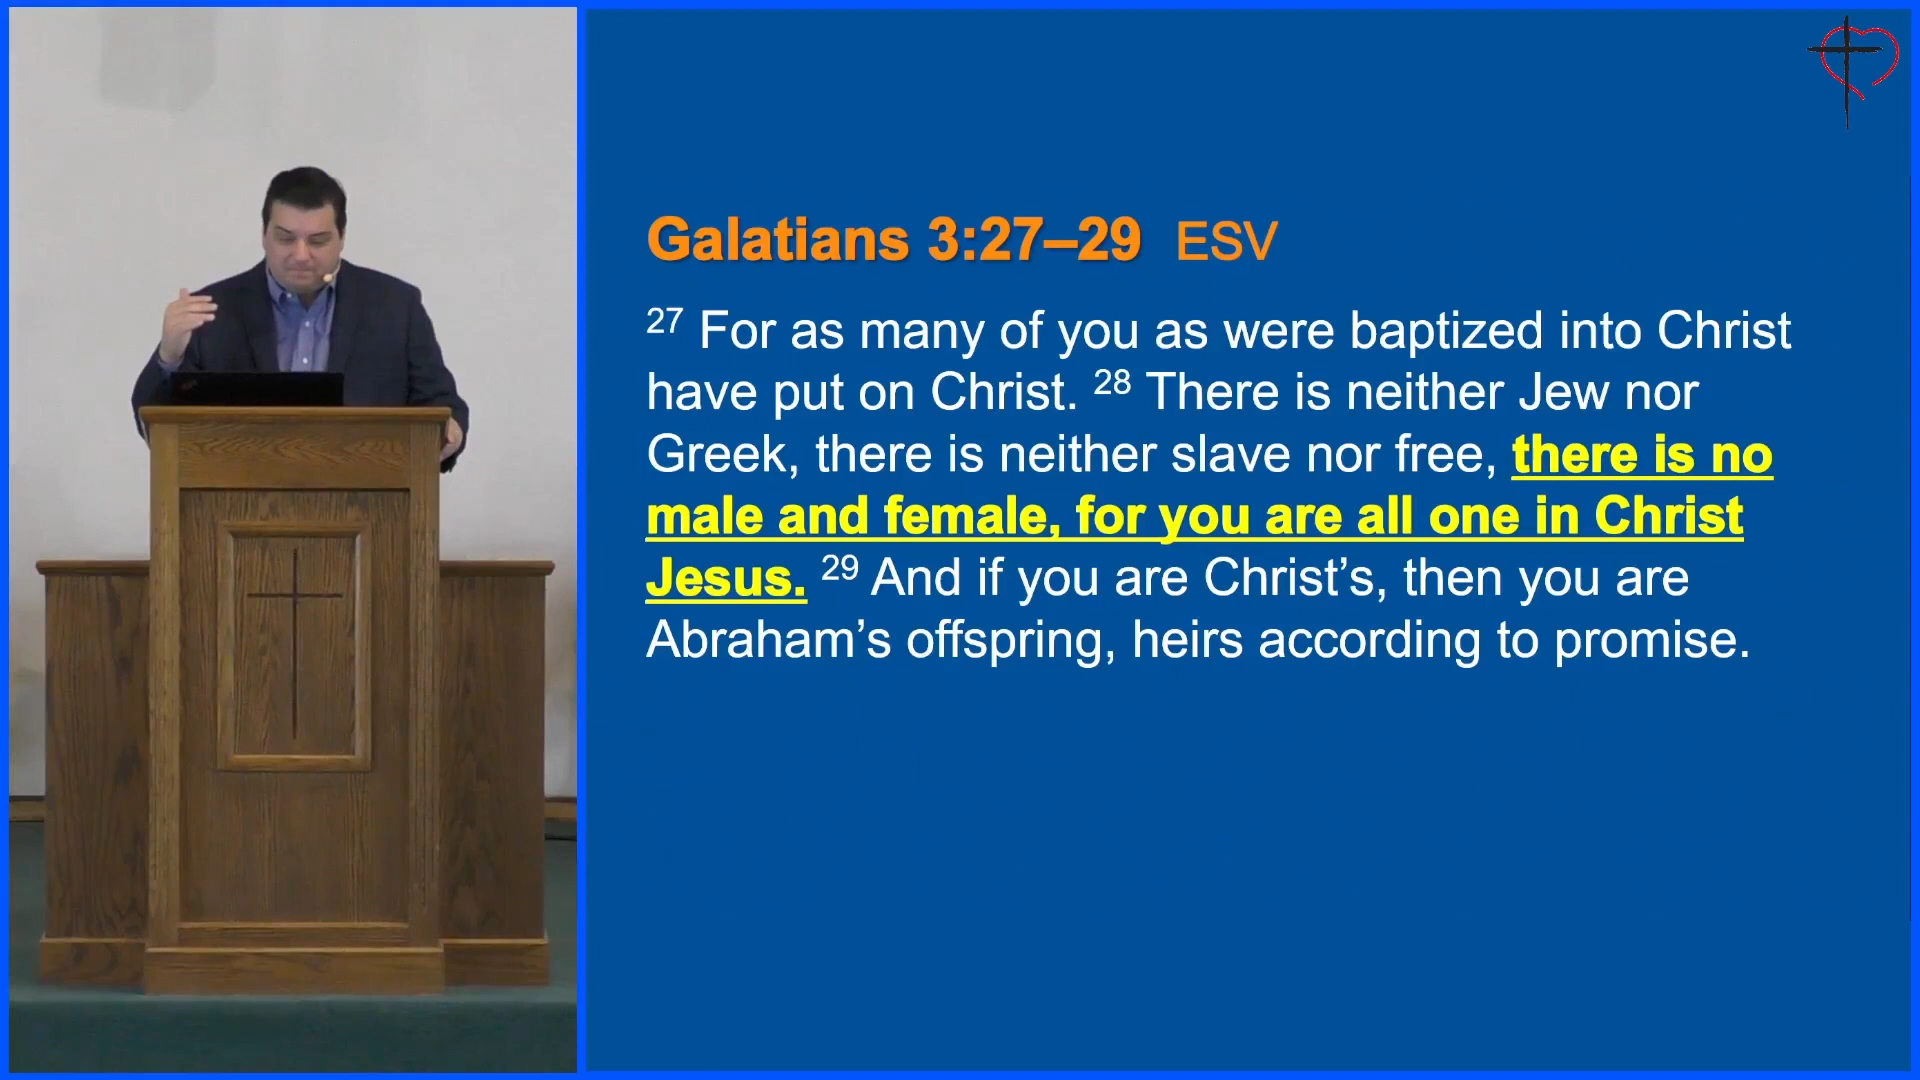 Galatians 3:27–29 ESV
27 For as many of you as were baptized into Christ
have put on Christ. 28 There is neither Jew nor
Greek, there is neither slave nor free, there is no
male and female, for you are all one in Christ
Jesus. 29 And if you are Christ’s, then you are
Abraham’s offspring, heirs according to promise.